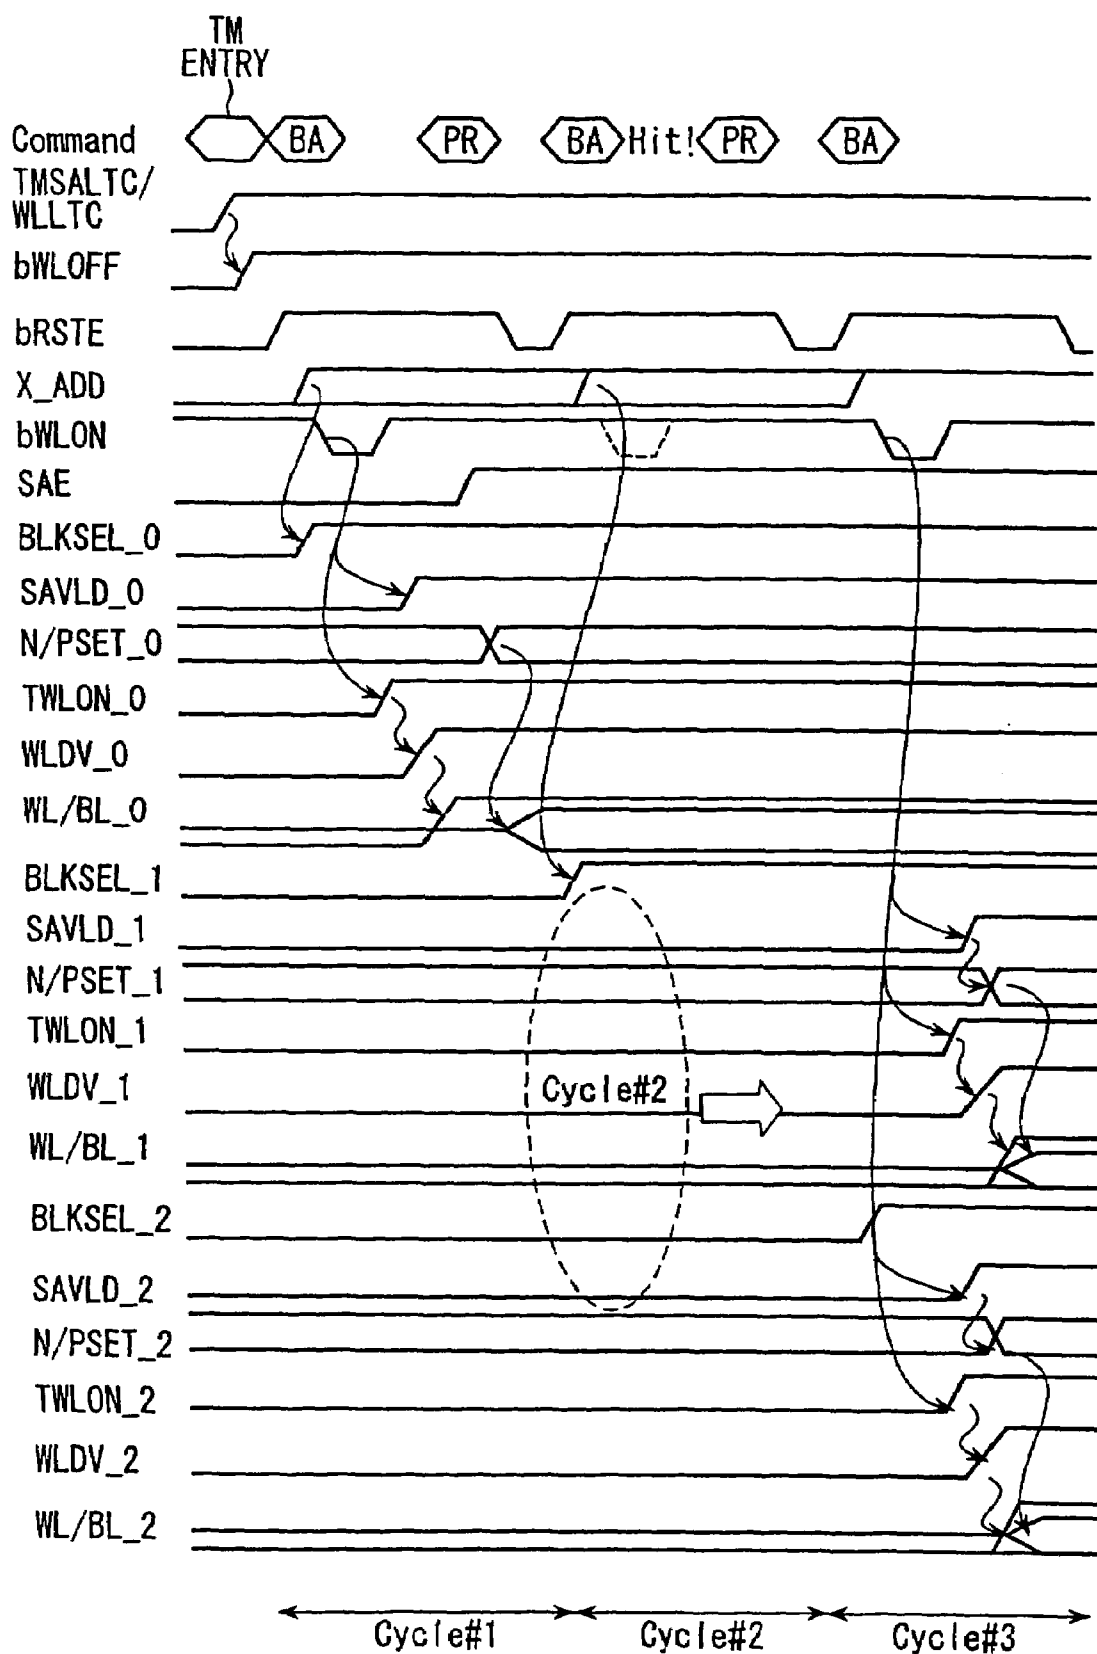 TM
ENTRY
Command BA PR BA Hit! PR BA
TMSALTC/
WLLTC
bWLOFF
bRSTE
X_ADD
bWLON
SAE
BLKSEL_0
SAVLD_0
N/PSET_0
TWLON_0
WLDV_0
WL/BL_0
BLKSEL_1
SAVLD_1
N/PSET_1
TWLON_1
WLDV_1 Cycle#2
WL/BL_1
BLKSEL_2
SAVLD_2
N/PSET_2
TWLON_2
WLDV_2
WL/BL_2
Cycle#1 Cycle#2 Cycle#3